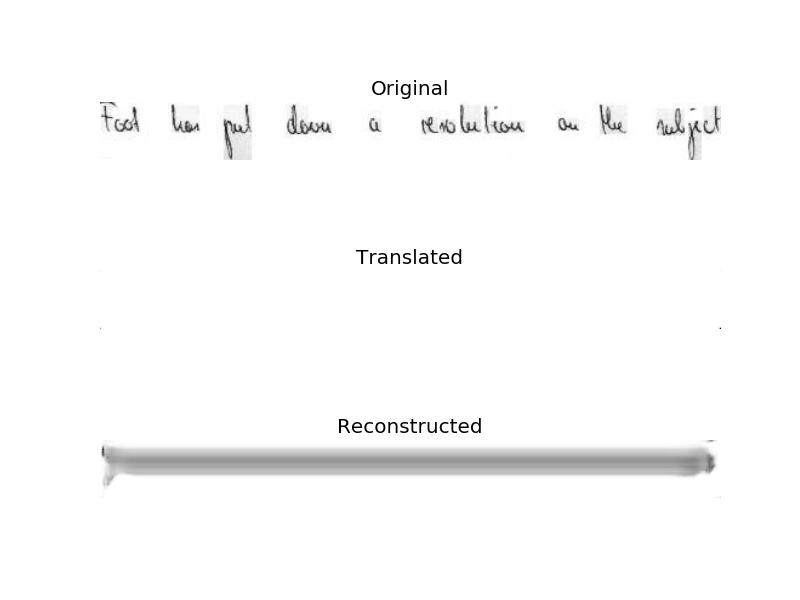 Original
Foot has put down a resolution on the subject
Translated
Reconstructed